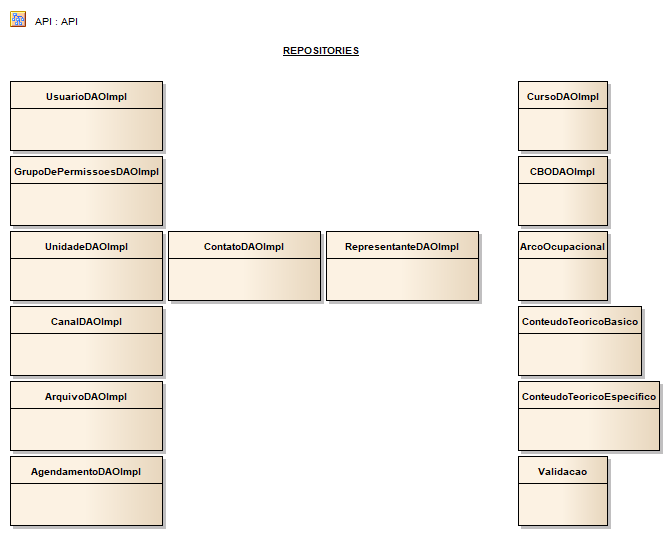 API : API
REPOSITORIES
UsuarioDAOImpl
CursoDAOImpl
GrupoDePermissoesDAOImpl
CBODAOImpl
UnidadeDAOImpl
ContatoDAOImpl
RepresentanteDAOImpl
ArcoOcupacional
CanalDAOImpl
ConteudoTeoricoBasico
ArquivoDAOImpl
ConteudoTeoricoEspecifico
AgendamentoDAOImpl
Validacao